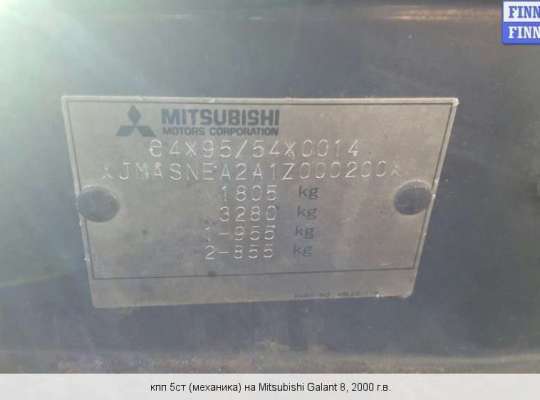 FINN
FINN
MITSUBISHI
MOTORS CORPORATION
e4*95/54*0014
*JMASNEA2A1Z000200*
1805 kg
3280 kg
1-955 kg
2-855 kg
кпп 5ст (механика) на Mitsubishi Galant 8, 2000 г.в.